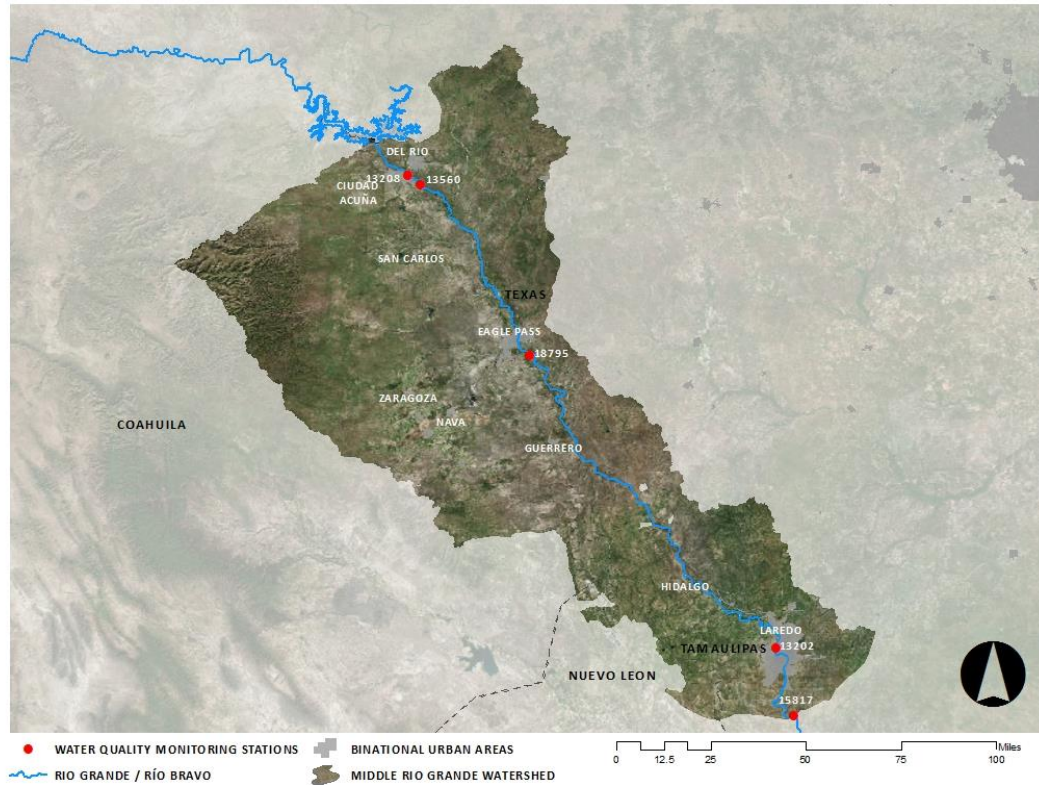 DEL RIO
13208
13560
CIUDAD
ACUÑA
SAN CARLOS
TEXAS
EAGLE PASS
18795
ZARAGOZA
NAVA
COAHUILA
GUERRERO
HIDALGO
LAREDO
TAMAULIPAS
13202
NUEVO LEON
15817
WATER QUALITY MONITORING STATIONS
BINATIONAL URBAN AREAS
RIO GRANDE / RÍO BRAVO
MIDDLE RIO GRANDE WATERSHED
Miles
0 12.5 25 50 75 100